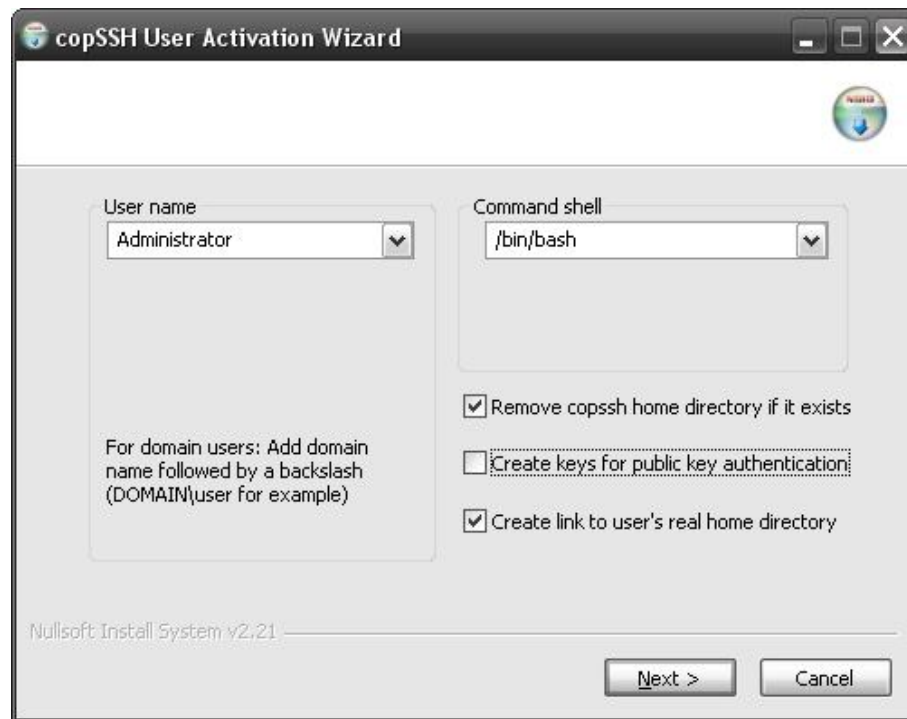 copSSH User Activation Wizard
User name
Administrator
For domain users: Add domain
name followed by a backslash
(DOMAIN\user for example)
Command shell
/bin/bash
Remove copssh home directory if it exists
Create keys for public key authentication
Create link to user's real home directory
Nullsoft Install System v2.21
Next >
Cancel